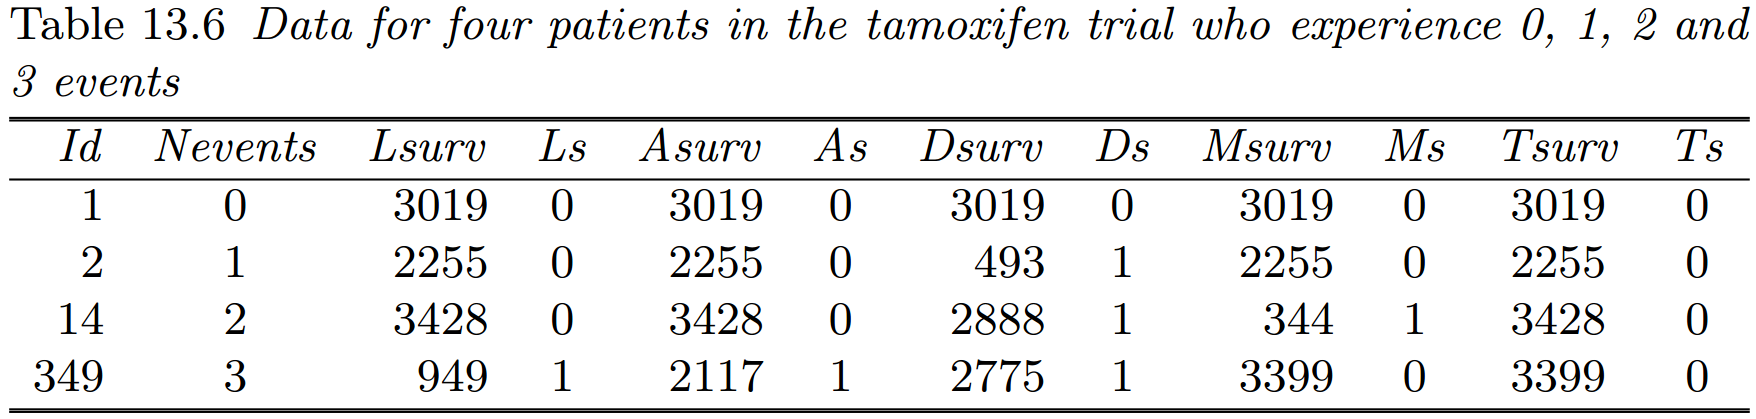 Table 13.6 Data for four patients in the tamoxifen trial who experience 0, 1, 2 and
3 events
Id Nevents Lsurv Ls Asurv As Dsurv Ds Msurv Ms Tsurv Ts
1 0 3019 0 3019 0 3019 0 3019 0 3019 0
2 1 2255 0 2255 0 493 1 2255 0 2255 0
14 2 3428 0 3428 0 2888 1 344 1 3428 0
349 3 949 1 2117 1 2775 1 3399 0 3399 0